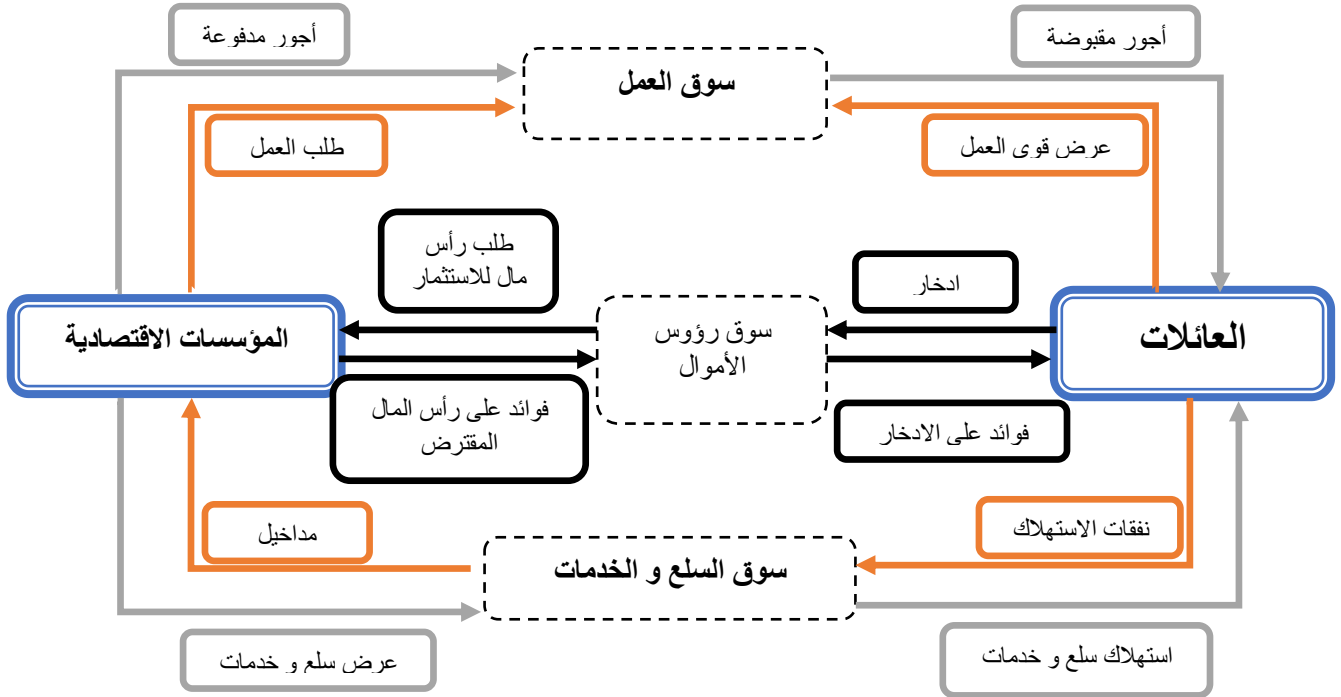 أجور مقبوضة
أجور مدفوعة
سوق العمل
عرض قوى العمل
طلب العمل
طلب رأس
مال للاستثمار
ادخار
العائلات
سوق رؤوس
الأموال
المؤسسات الاقتصادية
فوائد على الادخار
فوائد على رأس المال
المقترض
نفقات الاستهلاك
مداخيل
سوق السلع و الخدمات
استهلاك سلع و خدمات
عرض سلع و خدمات